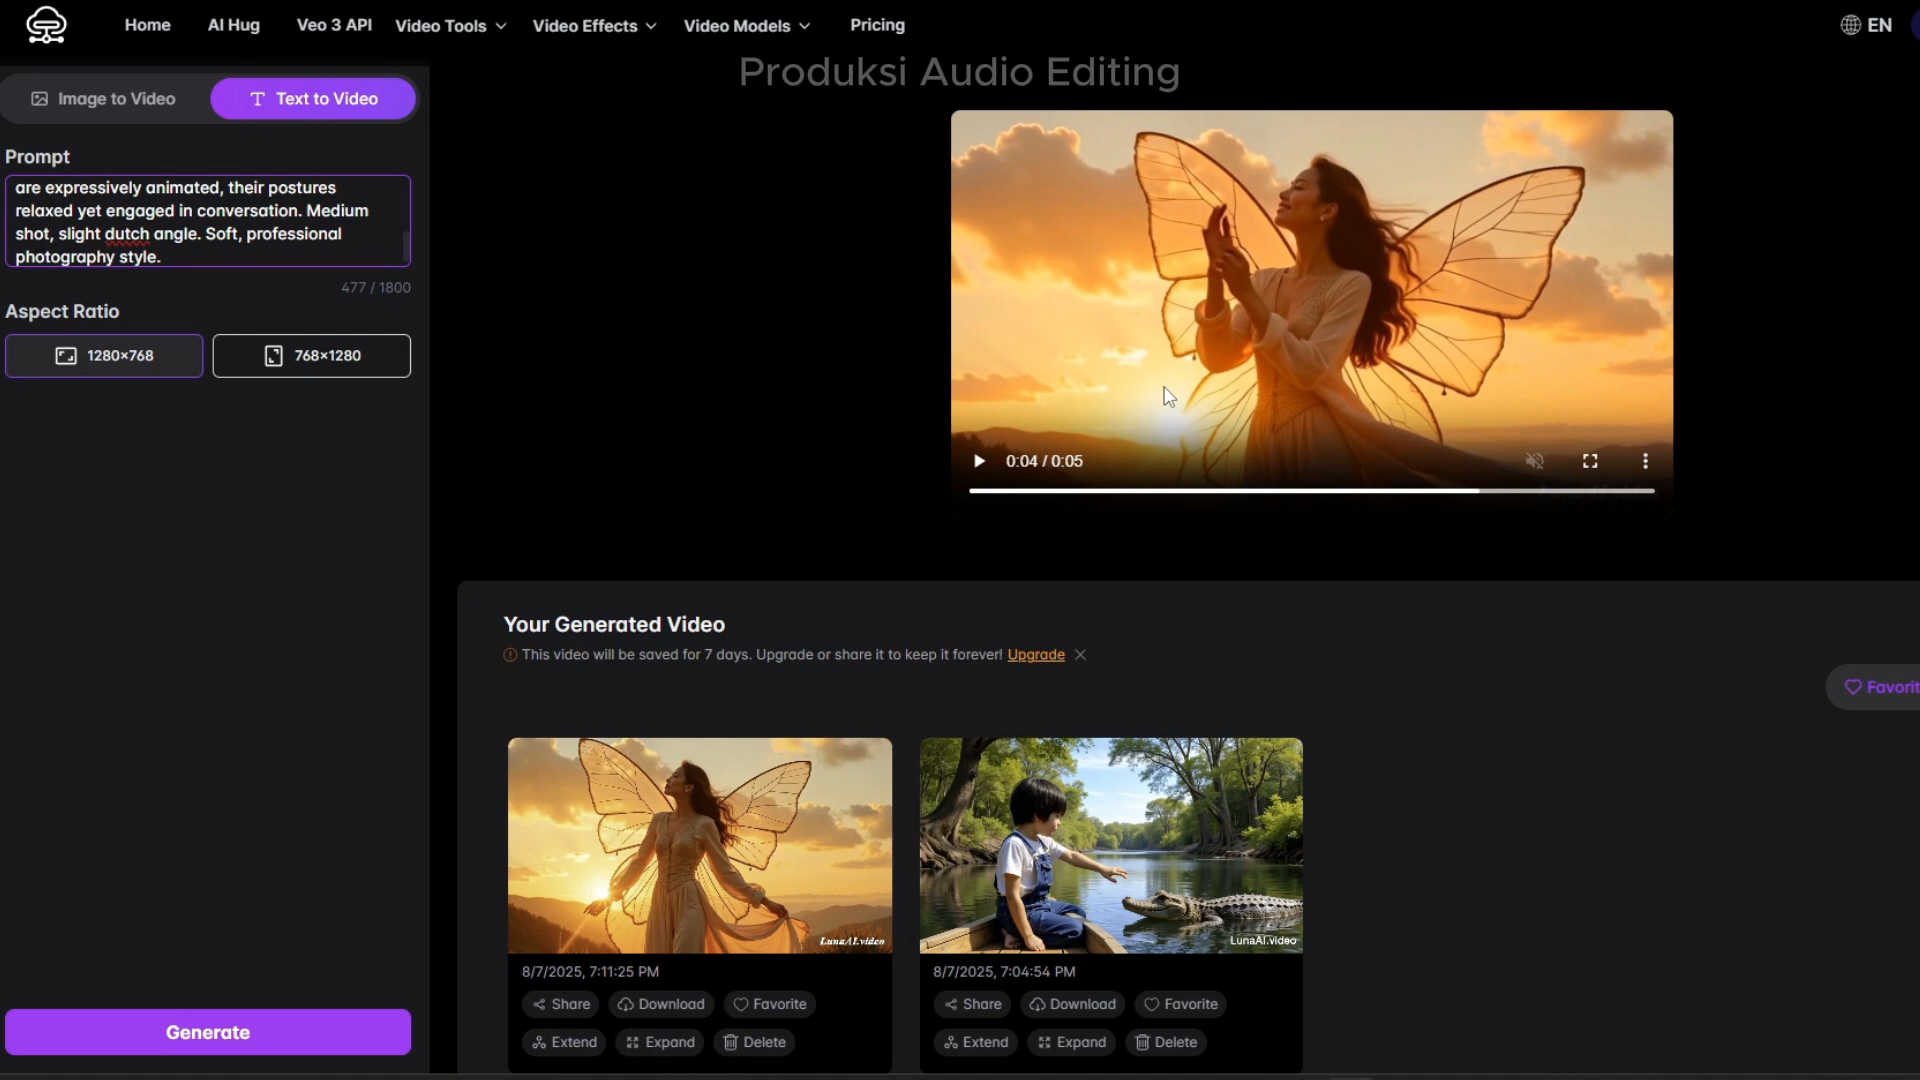 Home AI Hug Veo 3 API Video Tools Video Effects Video Models Pricing EN
Produksi Audio Editing
Image to Video Text to Video
Prompt
are expressively animated, their postures
relaxed yet engaged in conversation. Medium
shot, slight dutch angle. Soft, professional
photography style.
477 / 1800
Aspect Ratio
1280×768 768×1280
0:04 / 0:05
Your Generated Video
This video will be saved for 7 days. Upgrade or share it to keep it forever! Upgrade
Favorit
LunaAI.video LunaAI.video
8/7/2025, 7:11:25 PM 8/7/2025, 7:04:54 PM
Share Download Favorite Share Download Favorite
Extend Expand Delete Extend Expand Delete
Generate